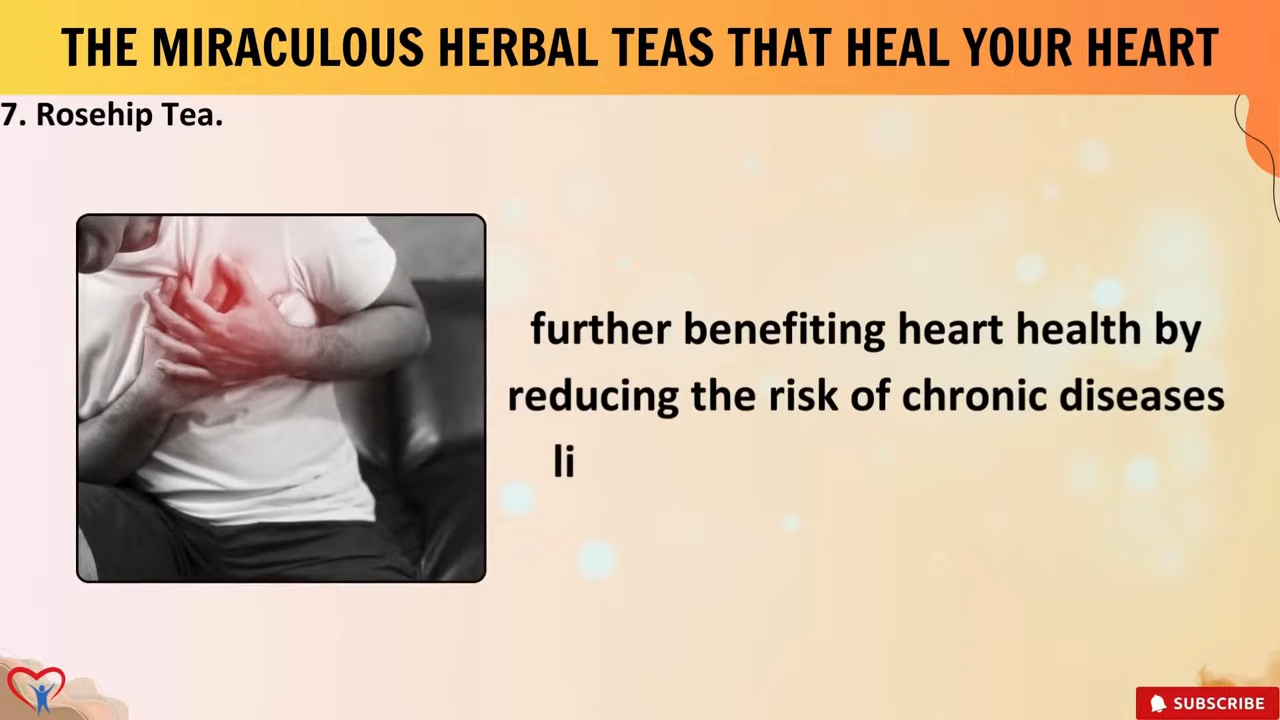 THE MIRACULOUS HERBAL TEAS THAT HEAL YOUR HEART
7. Rosehip Tea.
further benefiting heart health by
reducing the risk of chronic diseases
li
SUBSCRIBE